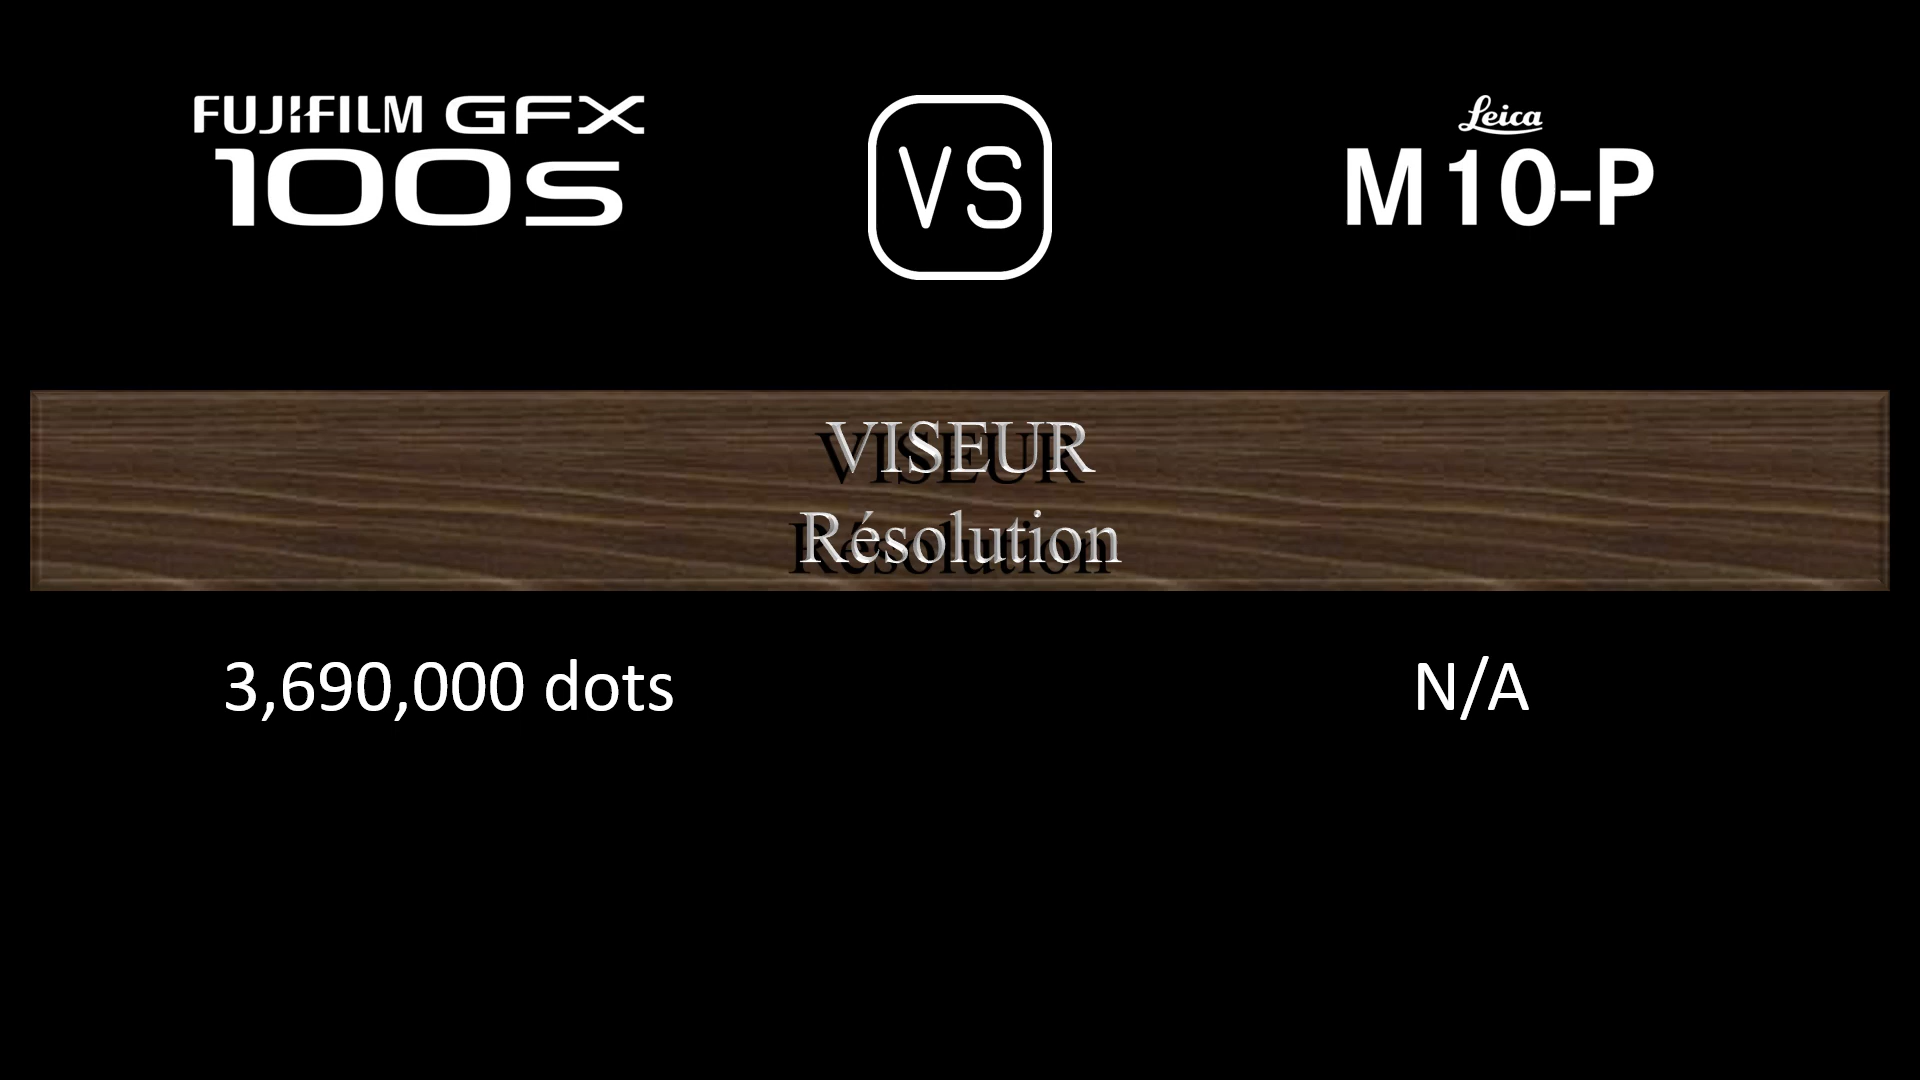 FUJIFILM GFX
100S
VS
Leica
M10-P
VISEUR
Résolution
3,690,000 dots
N/A